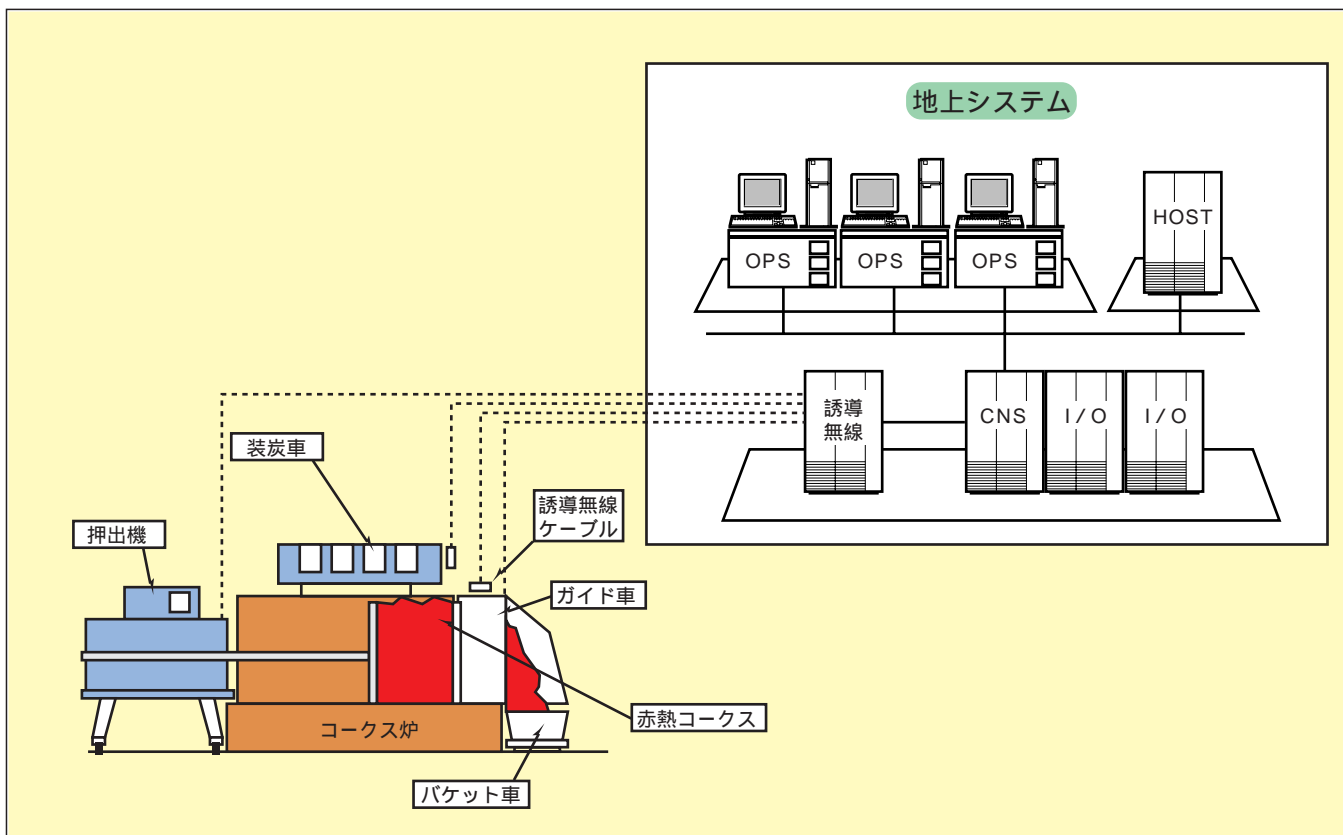 地上システム
HOST
OPS
OPS
OPS
誘導
無線
CNS
I/O
I/O
装炭車
誘導無線
ケーブル
押出機
ガイド車
赤熱コークス
コークス炉
バケット車